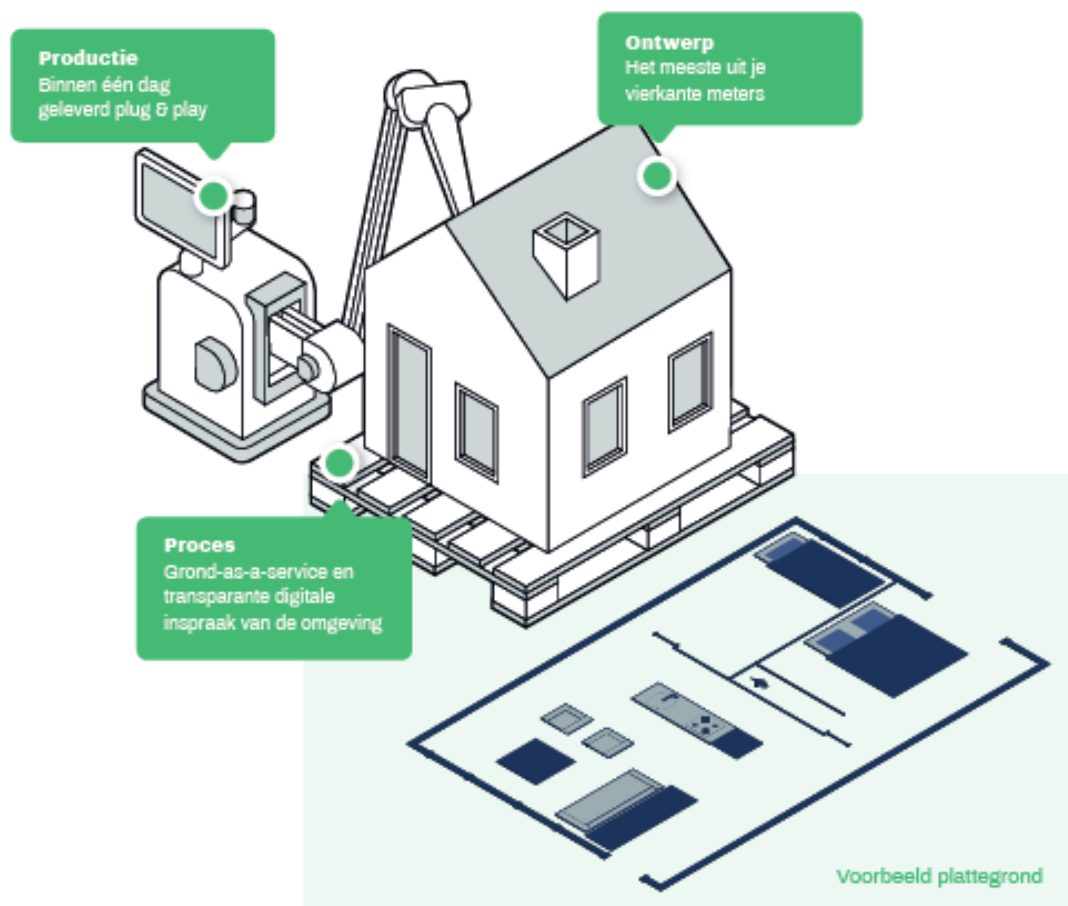 Productie
Binnen één dag
geleverd plug & play
Ontwerp
Het meeste uit je
vierkante meters
Proces
Grond-as-a-service en
transparante digitale
inspraak van de omgeving
Voorbeeld plattegrond